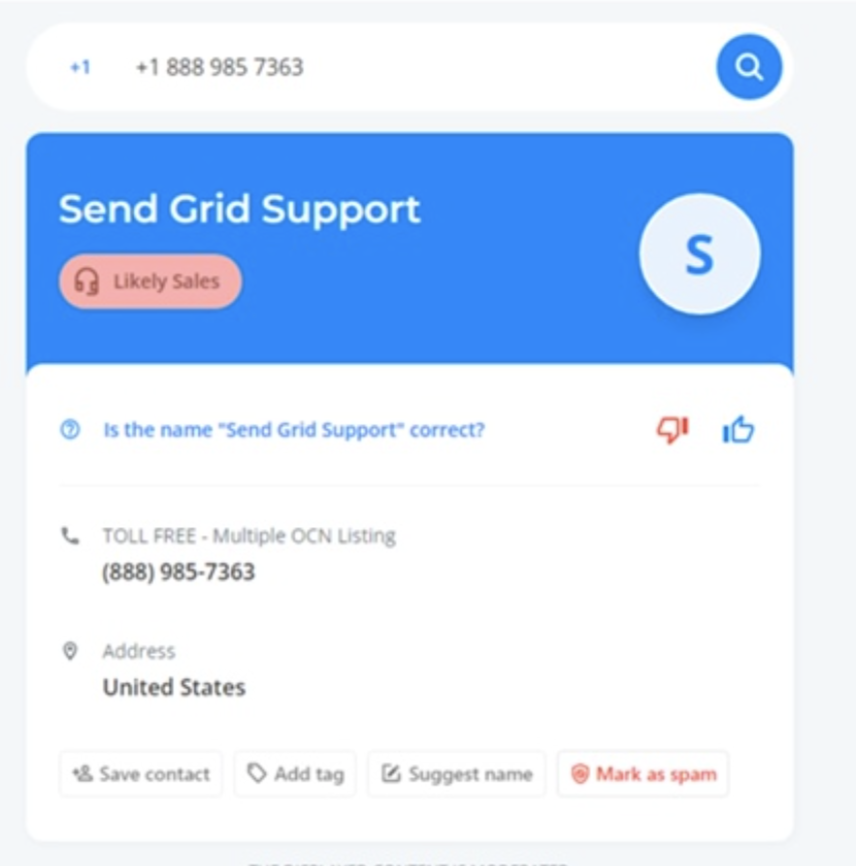 +1 +1 888 985 7363
Send Grid Support
S
Likely Sales
Is the name "Send Grid Support" correct?
TOLL FREE - Multiple OCN Listing
(888) 985-7363
Address
United States
Save contact Add tag Suggest name Mark as spam